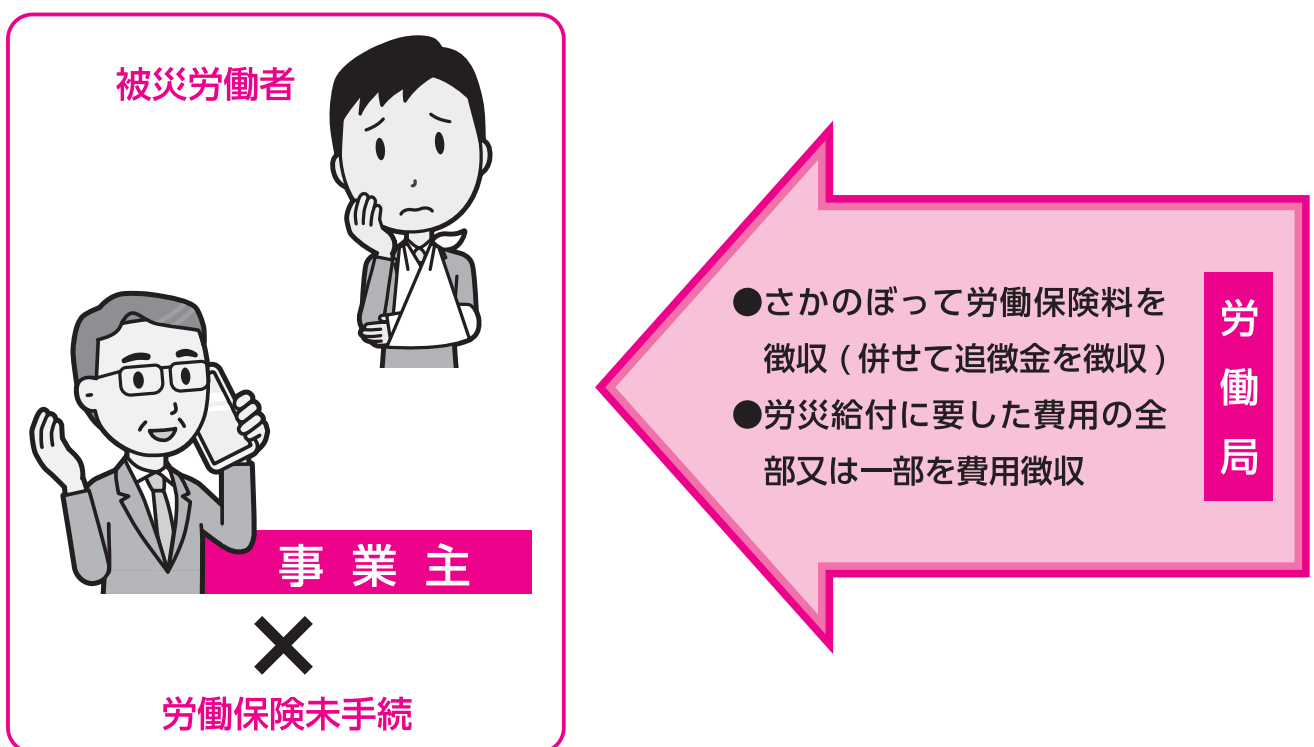 被災労働者
事業主
×
労働保険未手続
●さかのぼって労働保険料を
徴収(併せて追徴金を徴収)
●労災給付に要した費用の全
部又は一部を費用徴収
労働局